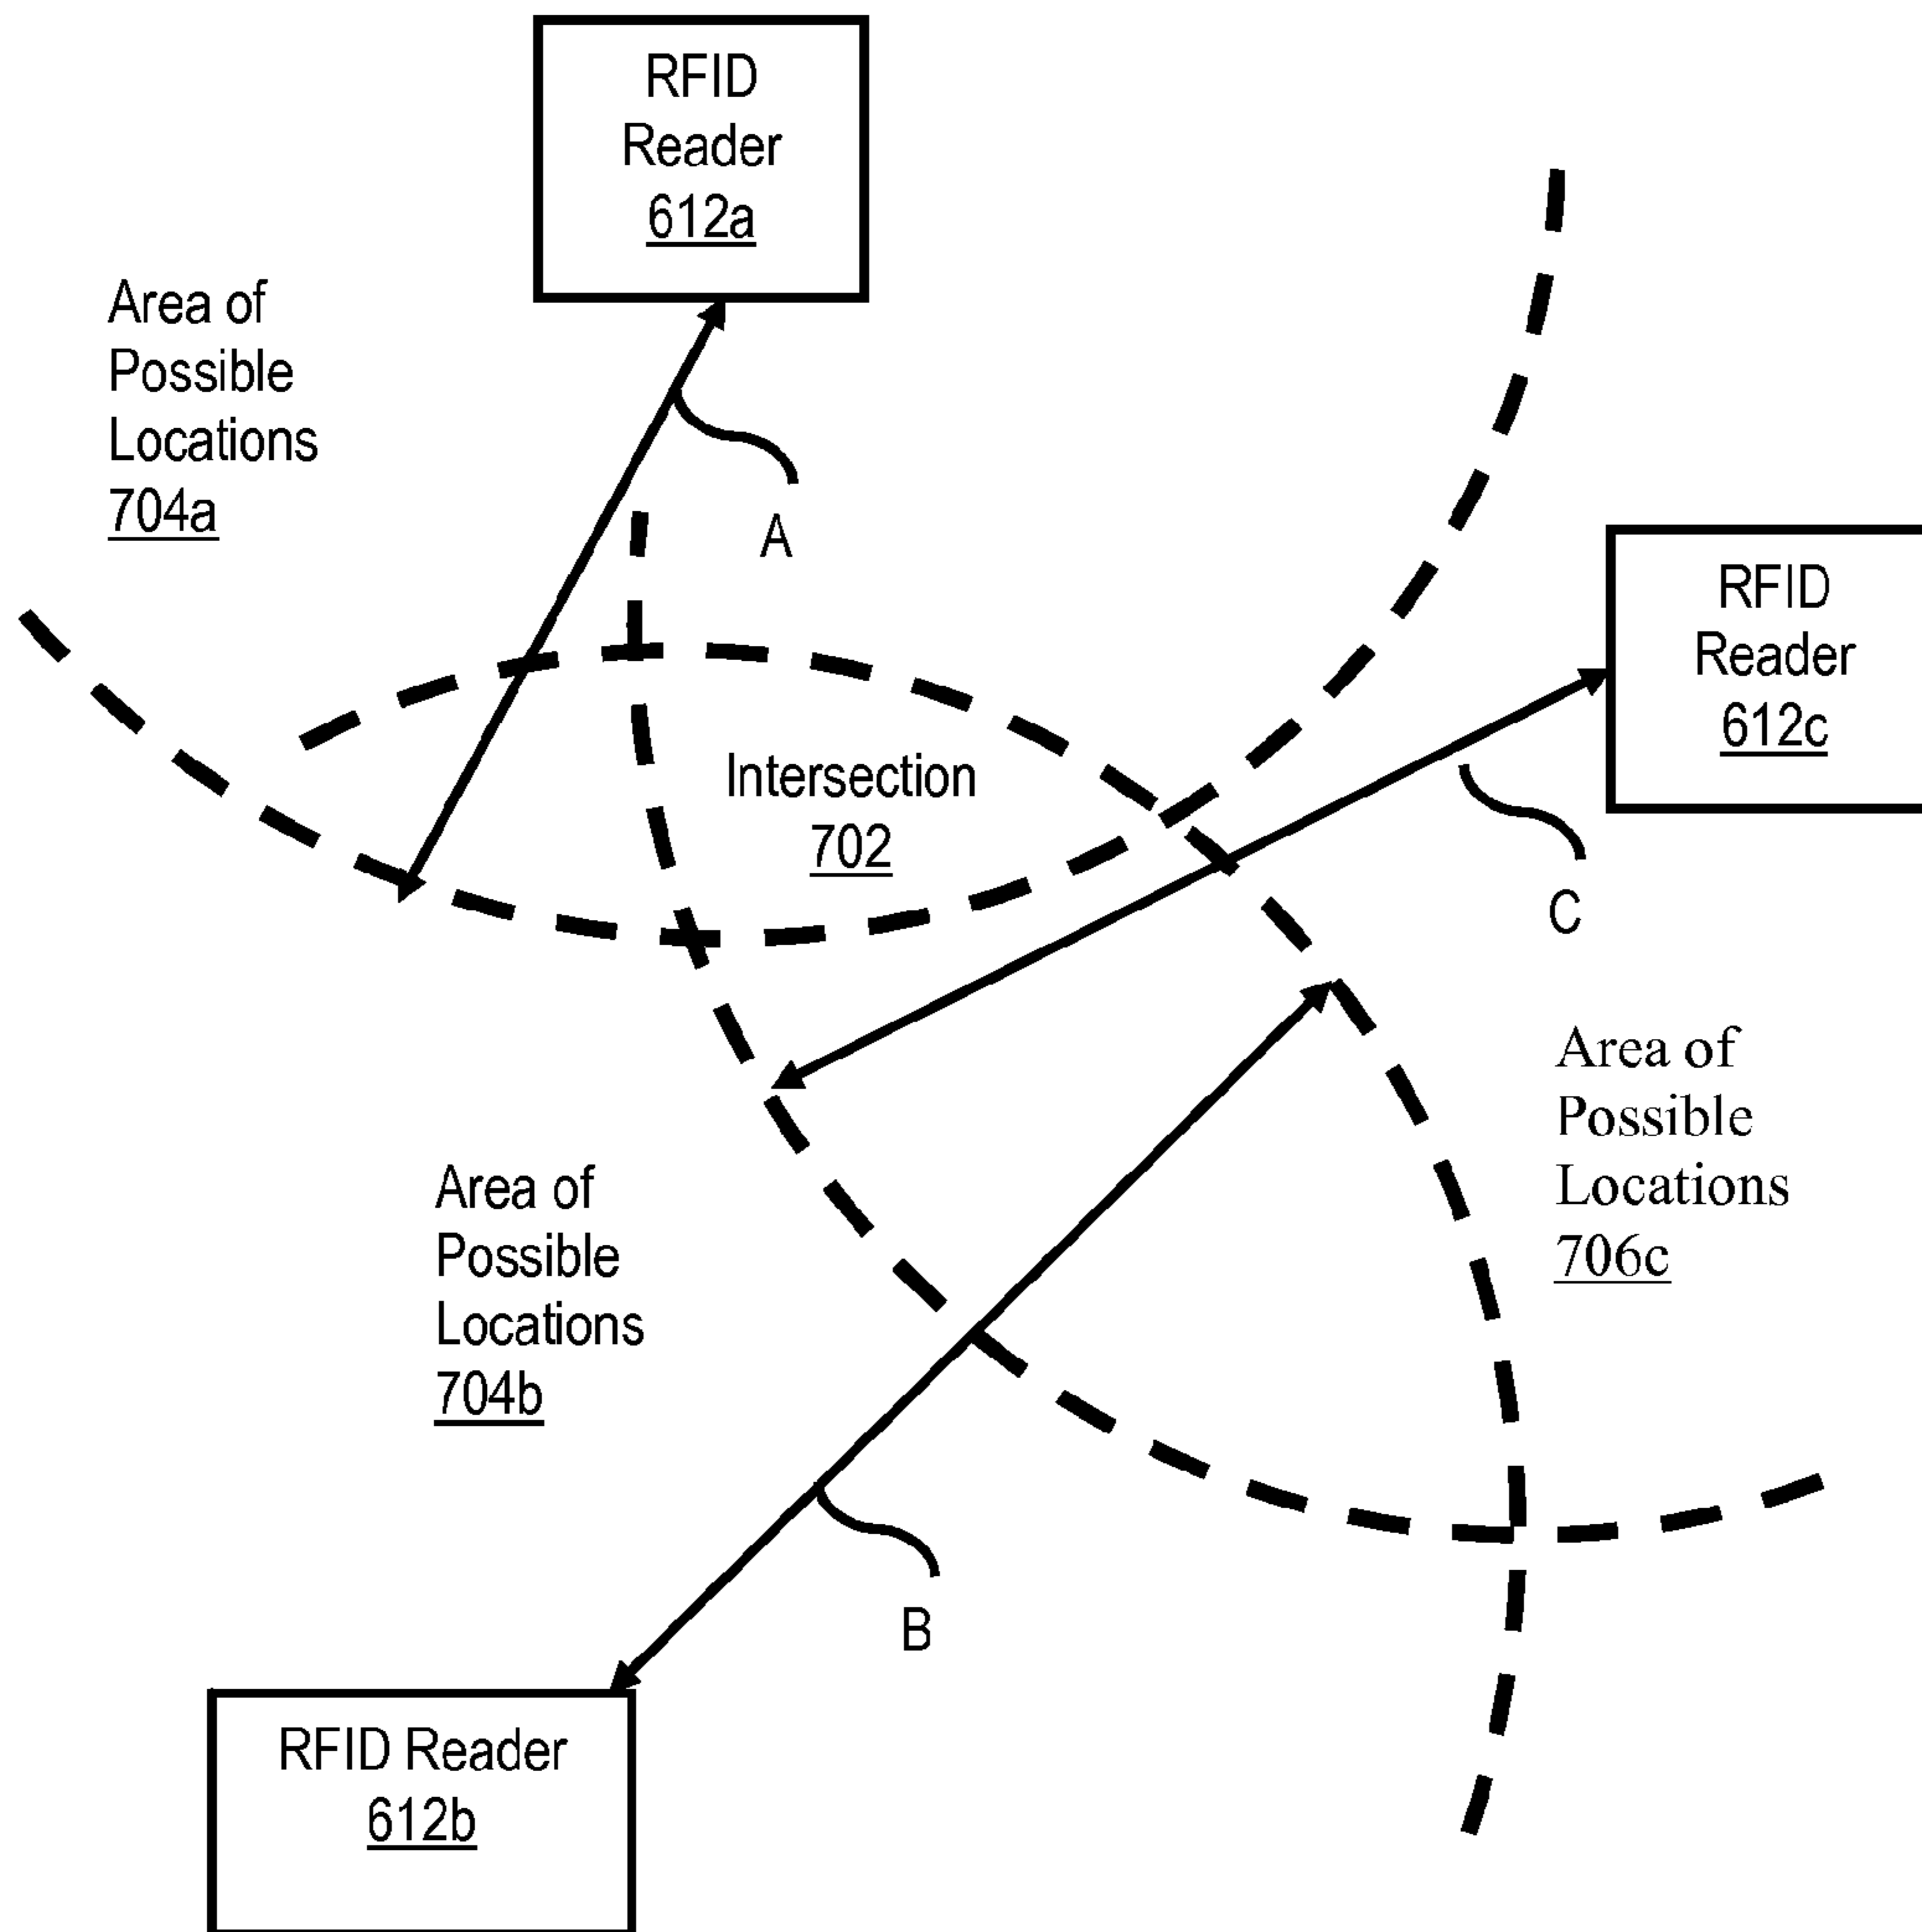 RFID
Reader
612a
Area of
Possible
Locations
704a
A
RFID
Reader
612c
Intersection
702
C
Area of
Possible
Locations
706c
Area of
Possible
Locations
704b
B
RFID Reader
612b